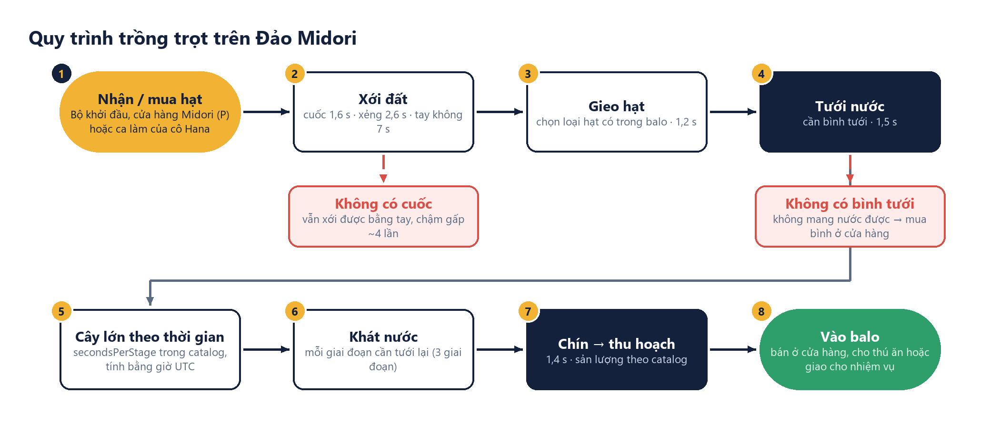 Quy trình trồng trọt trên Đảo Midori
1
Nhận / mua hạt
Bộ khởi đầu, cửa hàng Midori (P)
hoặc ca làm của cô Hana
2
Xới đất
cuốc 1,6 s · xẻng 2,6 s · tay không
7 s
3
Gieo hạt
chọn loại hạt có trong balo · 1,2 s
4
Tưới nước
cần bình tưới · 1,5 s
Không có cuốc
vẫn xới được bằng tay, chậm gấp
~4 lần
Không có bình tưới
không mang nước được → mua
bình ở cửa hàng
5
Cây lớn theo thời gian
secondsPerStage trong catalog,
tính bằng giờ UTC
6
Khát nước
mỗi giai đoạn cần tưới lại (3 giai
đoạn)
7
Chín → thu hoạch
1,4 s · sản lượng theo catalog
8
Vào balo
bán ở cửa hàng, cho thú ăn hoặc
giao cho nhiệm vụ